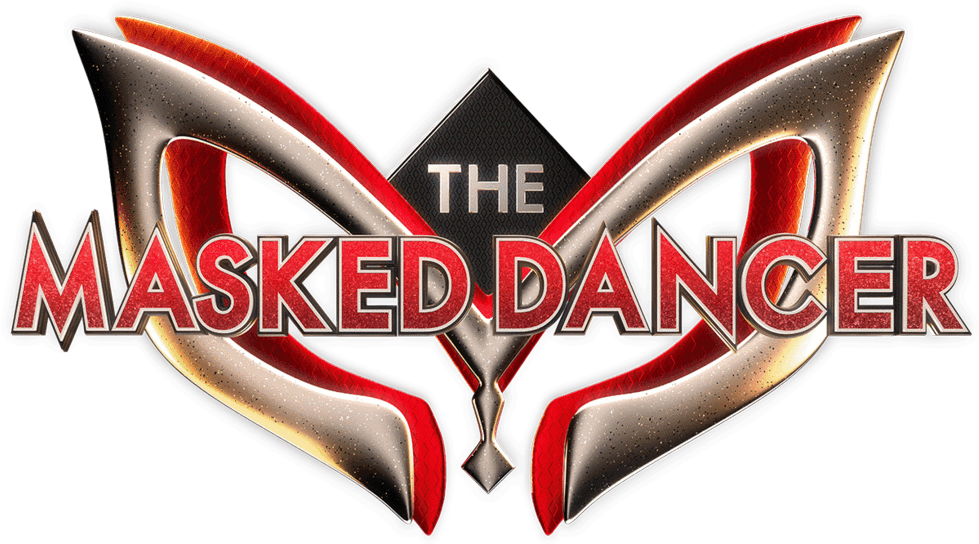 THE
MASKED DANCER